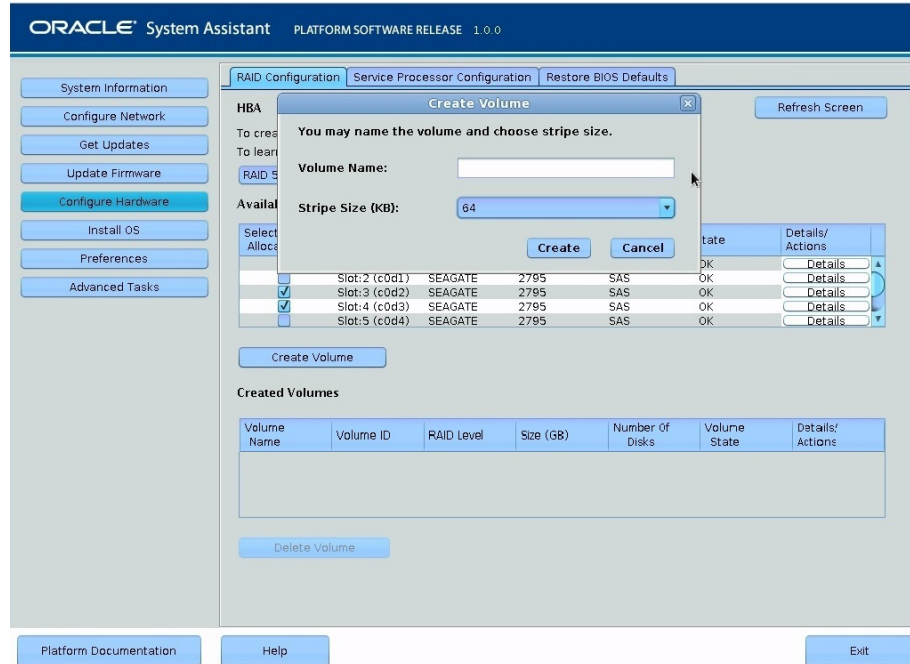 ORACLE System Assistant PLATFORM SOFTWARE RELEASE 1.0.0
System Information
Configure Network
Get Updates
Update Firmware
Configure Hardware
Install OS
Preferences
Advanced Tasks
RAID Configuration Service Processor Configuration Restore BIOS Defaults
HBA
Refresh Screen
To crea
To lear
RAID 5
Availal
Create Volume
You may name the volume and choose stripe size.
Volume Name:
Stripe Size (KB): 64
Create Cancel
Select
Alloca
tate
Details/
Actions
OK Details
Slot:2 (c0d1) SEAGATE 2795 SAS OK Details
Slot:3 (c0d2) SEAGATE 2795 SAS OK Details
Slot:4 (c0d3) SEAGATE 2795 SAS OK Details
Slot:5 (c0d4) SEAGATE 2795 SAS OK Details
Create Volume
Created Volumes
Volume Name Volume ID RAID Level Size (GB) Number Of Disks Volume State Details/ Actions
Delete Volume
Platform Documentation Help Exit